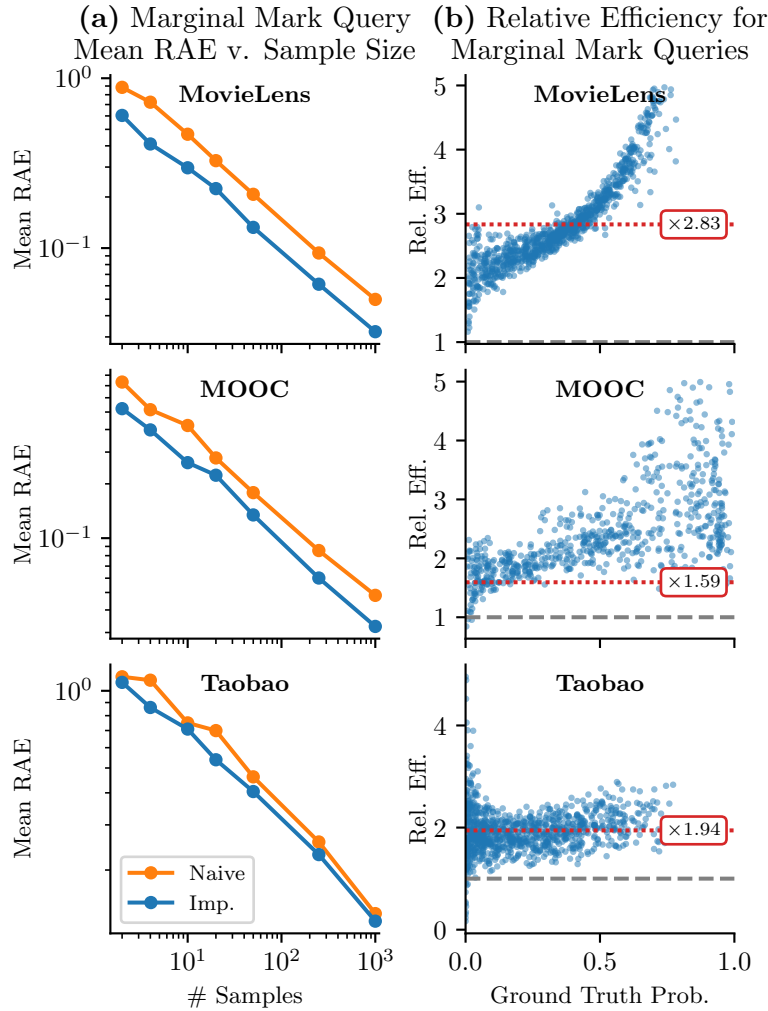 (a) Marginal Mark Query
Mean RAE v. Sample Size
(b) Relative Efficiency for
Marginal Mark Queries
MovieLens
10^0
10^{-1}
Mean RAE
MovieLens
5
4
3
2
1
Rel. Eff.
×2.83
MOOC
10^{-1}
Mean RAE
MOOC
5
4
3
2
1
Rel. Eff.
×1.59
Taobao
10^0
Mean RAE
Naive
Imp.
10^1
10^2
10^3
# Samples
Taobao
5
4
3
2
1
0
Rel. Eff.
×1.94
0.0
0.5
1.0
Ground Truth Prob.